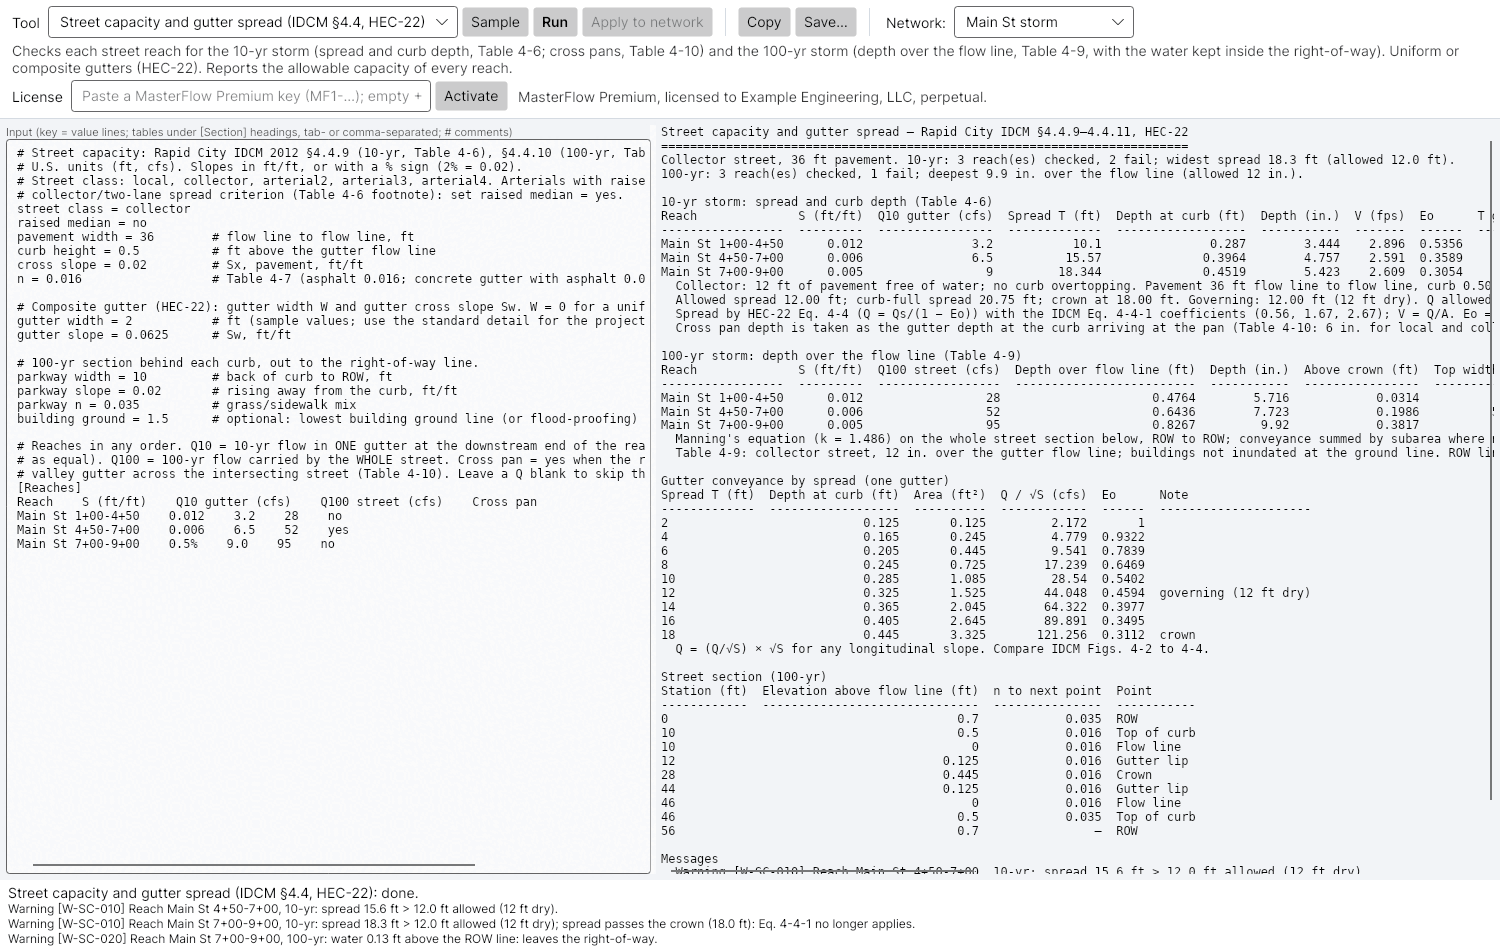 Tool Street capacity and gutter spread (IDCM §4.4, HEC-22) Sample Run Apply to network Copy Save... Network: Main St storm
Checks each street reach for the 10-yr storm (spread and curb depth, Table 4-6; cross pans, Table 4-10) and the 100-yr storm (depth over the flow line, Table 4-9, with the water kept inside the right-of-way). Uniform or
composite gutters (HEC-22). Reports the allowable capacity of every reach.
License Paste a MasterFlow Premium key (MF1-...); empty + Activate MasterFlow Premium, licensed to Example Engineering, LLC, perpetual.
Input (key = value lines; tables under [Section] headings, tab- or comma-separated; # comments)
# Street capacity: Rapid City IDCM 2012 §4.4.9 (10-yr, Table 4-6), §4.4.10 (100-yr, Tab
# U.S. units (ft, cfs). Slopes in ft/ft, or with a % sign (2% = 0.02).
# Street class: local, collector, arterial2, arterial3, arterial4. Arterials with raise
# collector/two-lane spread criterion (Table 4-6 footnote): set raised median = yes.
street class = collector
raised median = no
pavement width = 36 # flow line to flow line, ft
curb height = 0.5 # ft above the gutter flow line
cross slope = 0.02 # Sx, pavement, ft/ft
n = 0.016 # Table 4-7 (asphalt 0.016; concrete gutter with asphalt 0.0
# Composite gutter (HEC-22): gutter width W and gutter cross slope Sw. W = 0 for a unif
gutter width = 2 # ft (sample values; use the standard detail for the project
gutter slope = 0.0625 # Sw, ft/ft
# 100-yr section behind each curb, out to the right-of-way line.
parkway width = 10 # back of curb to ROW, ft
parkway slope = 0.02 # rising away from the curb, ft/ft
parkway n = 0.035 # grass/sidewalk mix
building ground = 1.5 # optional: lowest building ground line (or flood-proofing)
# Reaches in any order. Q10 = 10-yr flow in ONE gutter at the downstream end of the rea
# as equal). Q100 = 100-yr flow carried by the WHOLE street. Cross pan = yes when the r
# valley gutter across the intersecting street (Table 4-10). Leave a Q blank to skip th
[Reaches]
Reach S (ft/ft) Q10 gutter (cfs) Q100 street (cfs) Cross pan
Main St 1+00-4+50 0.012 3.2 28 no
Main St 4+50-7+00 0.006 6.5 52 yes
Main St 7+00-9+00 0.5% 9.0 95 no
Street capacity and gutter spread — Rapid City IDCM §4.4.9–4.4.11, HEC-22
=========================================================================
Collector street, 36 ft pavement. 10-yr: 3 reach(es) checked, 2 fail; widest spread 18.3 ft (allowed 12.0 ft).
100-yr: 3 reach(es) checked, 1 fail; deepest 9.9 in. over the flow line (allowed 12 in.).
10-yr storm: spread and curb depth (Table 4-6)
Reach S (ft/ft) Q10 gutter (cfs) Spread T (ft) Depth at curb (ft) Depth (in.) V (fps) Eo T
Main St 1+00-4+50 0.012 3.2 10.1 0.287 3.444 2.896 0.5356
Main St 4+50-7+00 0.006 6.5 15.57 0.3964 4.757 2.591 0.3589
Main St 7+00-9+00 0.005 9 18.344 0.4519 5.423 2.609 0.3054
Collector: 12 ft of pavement free of water; no curb overtopping. Pavement 36 ft flow line to flow line, curb 0.50
Allowed spread 12.00 ft; curb-full spread 20.75 ft; crown at 18.00 ft. Governing: 12.00 ft (12 ft dry). Q allowed
Spread by HEC-22 Eq. 4-4 (Q = Qs/(1 − Eo)) with the IDCM Eq. 4-4-1 coefficients (0.56, 1.67, 2.67); V = Q/A. Eo =
Cross pan depth is taken as the gutter depth at the curb arriving at the pan (Table 4-10: 6 in. for local and col
100-yr storm: depth over the flow line (Table 4-9)
Reach S (ft/ft) Q100 street (cfs) Depth over flow line (ft) Depth (in.) Above crown (ft) Top widt
Main St 1+00-4+50 0.012 28 0.4764 5.716 0.0314
Main St 4+50-7+00 0.006 52 0.6436 7.723 0.1986
Main St 7+00-9+00 0.005 95 0.8267 9.92 0.3817
Manning's equation (k = 1.486) on the whole street section below, ROW to ROW; conveyance summed by subarea where
Table 4-9: collector street, 12 in. over the gutter flow line; buildings not inundated at the ground line. ROW lin
Gutter conveyance by spread (one gutter)
Spread T (ft) Depth at curb (ft) Area (ft²) Q / √S (cfs) Eo Note
2 0.125 0.125 2.172 1
4 0.165 0.245 4.779 0.9322
6 0.205 0.445 9.541 0.7839
8 0.245 0.725 17.239 0.6469
10 0.285 1.085 28.54 0.5402
12 0.325 1.525 44.048 0.4594 governing (12 ft dry)
14 0.365 2.045 64.322 0.3977
16 0.405 2.645 89.891 0.3495
18 0.445 3.325 121.256 0.3112 crown
Q = (Q/√S) × √S for any longitudinal slope. Compare IDCM Figs. 4-2 to 4-4.
Street section (100-yr)
Station (ft) Elevation above flow line (ft) n to next point Point
0 0.7 0.035 ROW
10 0.5 0.016 Top of curb
10 0 0.016 Flow line
12 0.125 0.016 Gutter lip
28 0.445 0.016 Crown
44 0.125 0.016 Gutter lip
46 0 0.016 Flow line
46 0.5 0.035 Top of curb
56 0.7 — ROW
Messages
Warning [W-SC-010] Reach Main St 4+50-7+00, 10-yr: spread 15.6 ft > 12.0 ft allowed (12 ft dry)
Street capacity and gutter spread (IDCM §4.4, HEC-22): done.
Warning [W-SC-010] Reach Main St 4+50-7+00, 10-yr: spread 15.6 ft > 12.0 ft allowed (12 ft dry).
Warning [W-SC-010] Reach Main St 7+00-9+00, 10-yr: spread 18.3 ft > 12.0 ft allowed (12 ft dry); spread passes the crown (18.0 ft): Eq. 4-4-1 no longer applies.
Warning [W-SC-020] Reach Main St 7+00-9+00, 100-yr: water 0.13 ft above the ROW line: leaves the right-of-way.